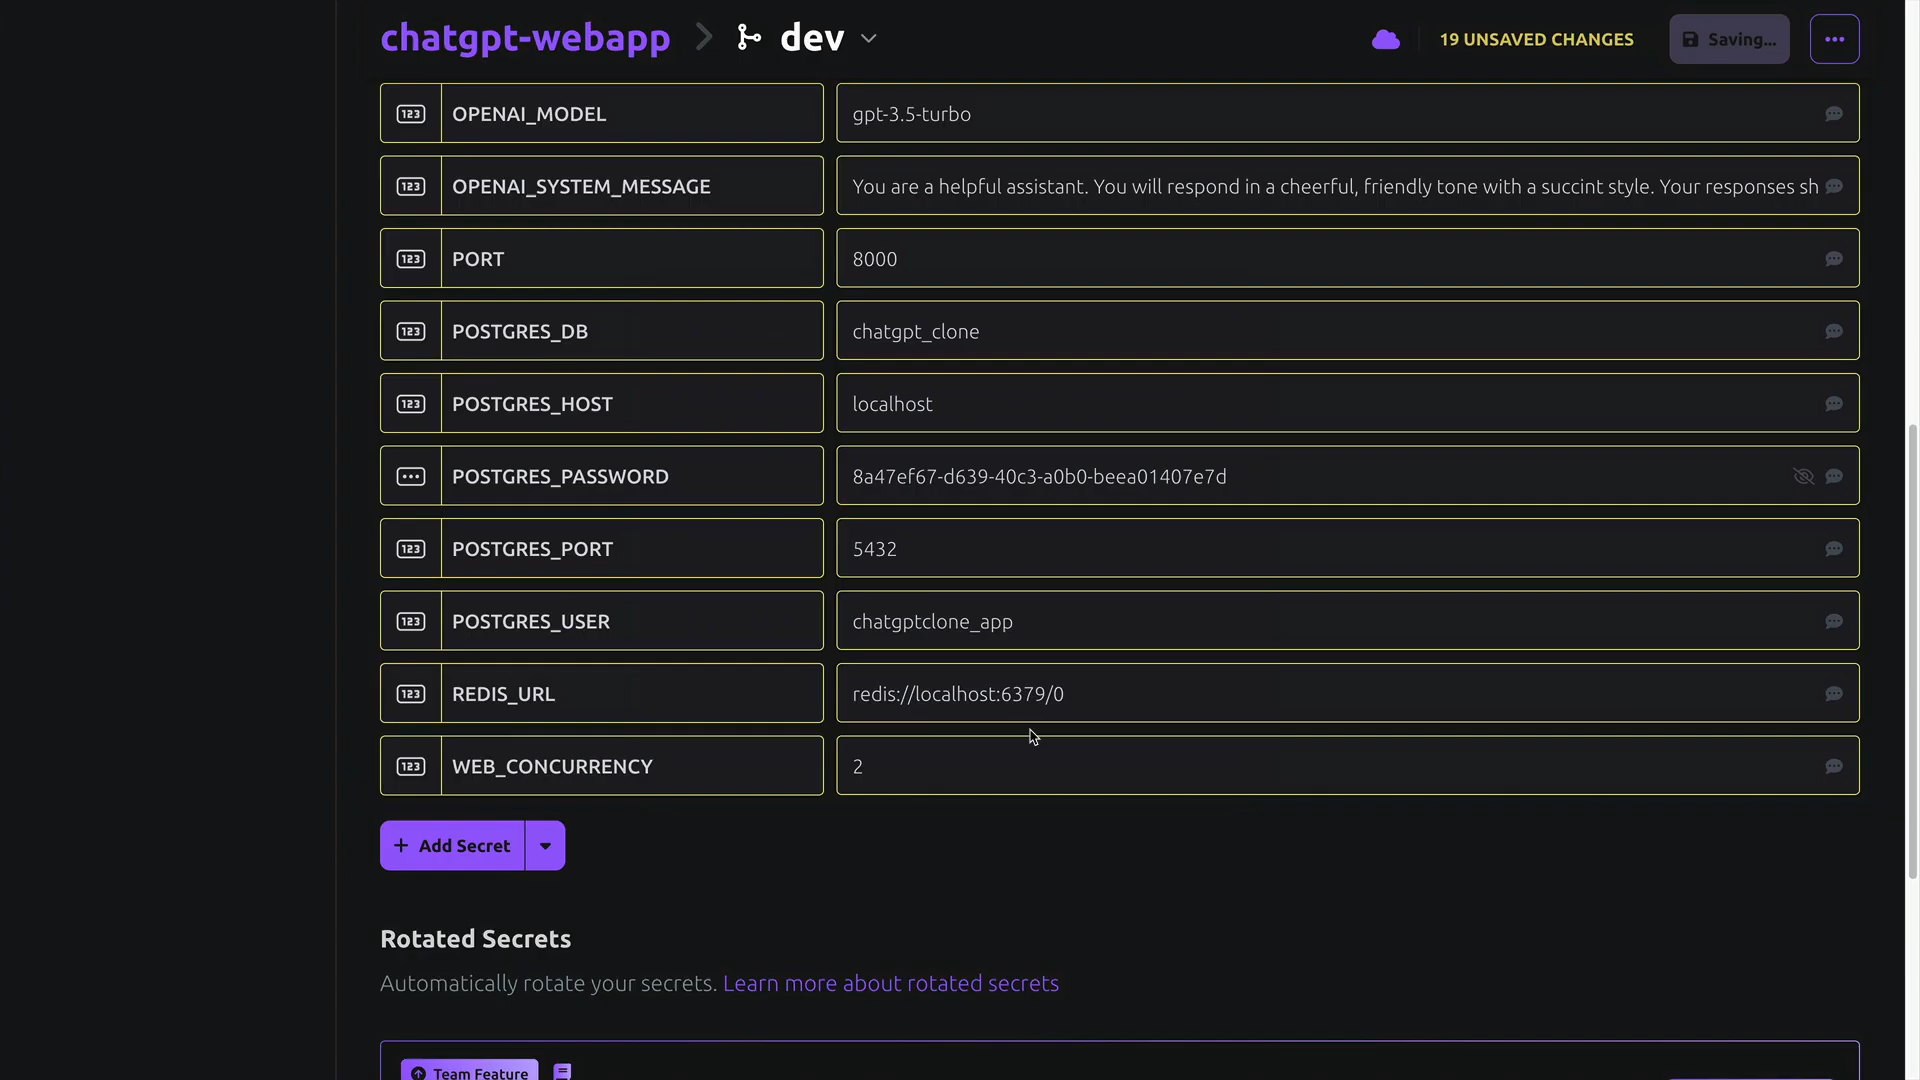 chatgpt-webapp > dev 19 UNSAVED CHANGES Saving...
OPENAI_MODEL gpt-3.5-turbo
OPENAI_SYSTEM_MESSAGE You are a helpful assistant. You will respond in a cheerful, friendly tone with a succint style. Your responses sh
PORT 8000
POSTGRES_DB chatgpt_clone
POSTGRES_HOST localhost
POSTGRES_PASSWORD 8a47ef67-d639-40c3-a0b0-beea01407e7d
POSTGRES_PORT 5432
POSTGRES_USER chatgptclone_app
REDIS_URL redis://localhost:6379/0
WEB_CONCURRENCY 2
+ Add Secret
Rotated Secrets
Automatically rotate your secrets. Learn more about rotated secrets
Team Feature